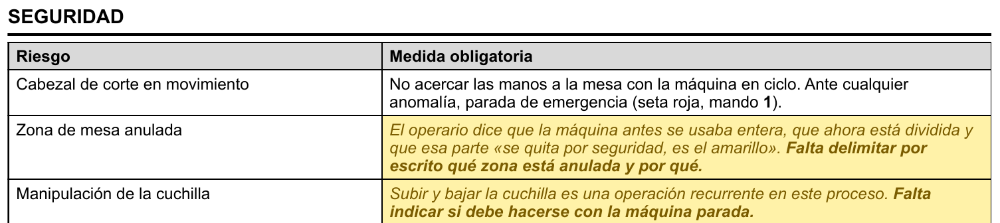 SEGURIDAD
Riesgo
Medida obligatoria
Cabezal de corte en movimiento
No acercar las manos a la mesa con la máquina en ciclo. Ante cualquier
anomalía, parada de emergencia (seta roja, mando 1).
Zona de mesa anulada
El operario dice que la máquina antes se usaba entera, que ahora está dividida y
que esa parte «se quita por seguridad, es el amarillo». Falta delimitar por
escrito qué zona está anulada y por qué.
Manipulación de la cuchilla
Subir y bajar la cuchilla es una operación recurrente en este proceso. Falta
indicar si debe hacerse con la máquina parada.